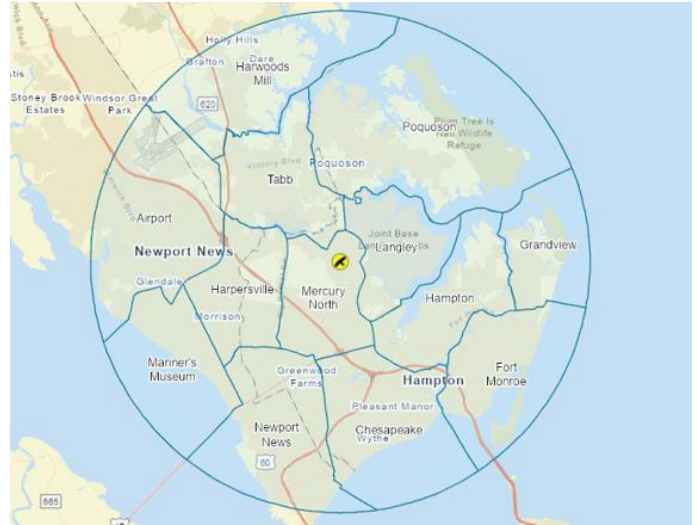 Holly Hills
Dare
Grafton
Harwoods
Mill
Stoney Brook
Estates
Windsor Great
Park
620
Poquoson
Plum Tree Is
Nat Wildlife
Refuge
Victory Blvd
Poquoson
Tabb
Airport
Joint Base
Langley
Grandview
Newport News
Glendale
Harpersville
Mercury
North
Hampton
Morrison
Mariner's
Museum
Greenwood
Farms
Hampton
Fort
Monroe
Pleasant Manor
Newport
News
Chesapeake
Wythe
60
665